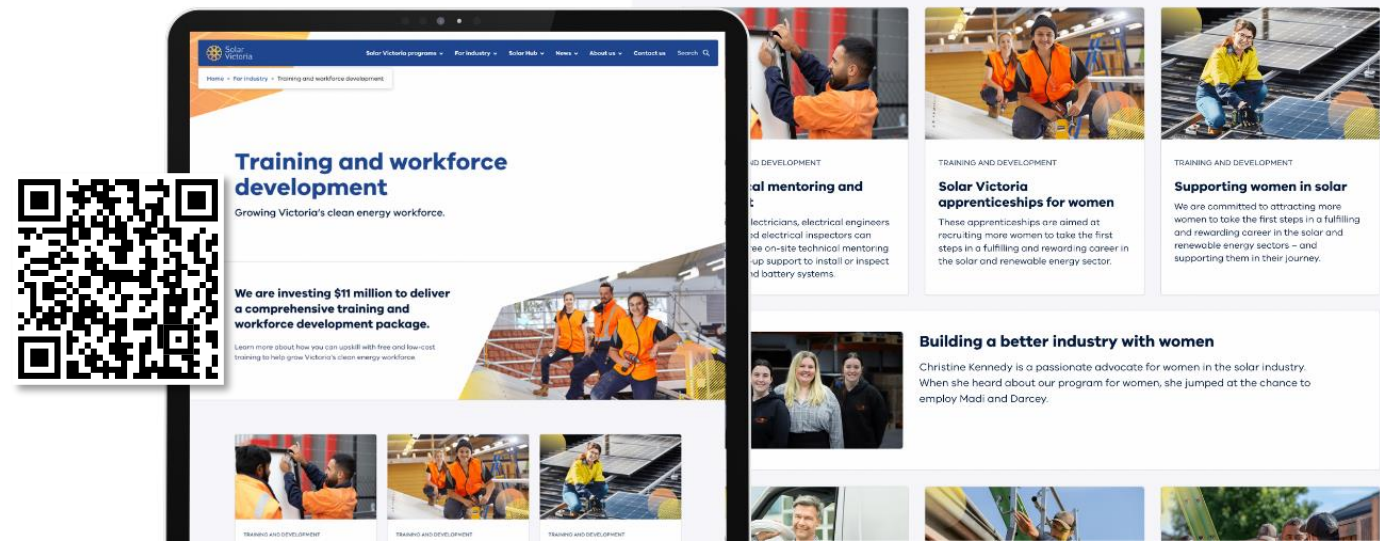 Solar
Victoria
Solar Victoria programs
For industry
Solar Hub
News
About us
Contact us
Search
Home
For industry
Training and workforce development
Training and workforce
development
Growing Victoria's clean energy workforce.
We are investing $11 million to deliver
a comprehensive training and
workforce development package.
Learn more about how you can upskill with free and low-cost
training to help grow Victoria's clean energy workforce
TRAINING AND DEVELOPMENT
TRAINING AND DEVELOPMENT
TRAINING AND DEVELOPMENT
DEVELOPMENT
mentoring and
electrical engineers
electrical inspectors can
on-site technical mentoring
support to install or inspect
battery systems.
TRAINING AND DEVELOPMENT
Solar Victoria
apprenticeships for women
These apprenticeships are aimed at
recruiting more women to take the first
steps in a fulfilling and rewarding career in
the solar and renewable energy sector.
TRAINING AND DEVELOPMENT
Supporting women in solar
We are committed to attracting more
women to take the first steps in a fulfilling
and rewarding career in the solar and
renewable energy sectors – and
supporting them in their journey.
Building a better industry with women
Christine Kennedy is a passionate advocate for women in the solar industry.
When she heard about our program for women, she jumped at the chance to
employ Madi and Darcey.